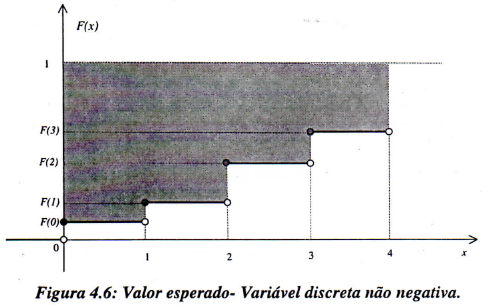 F(x)
1
F(3)
F(2)
F(1)
F(0)
0
1 2 3 4 x
Figura 4.6: Valor esperado- Variável discreta não negativa.